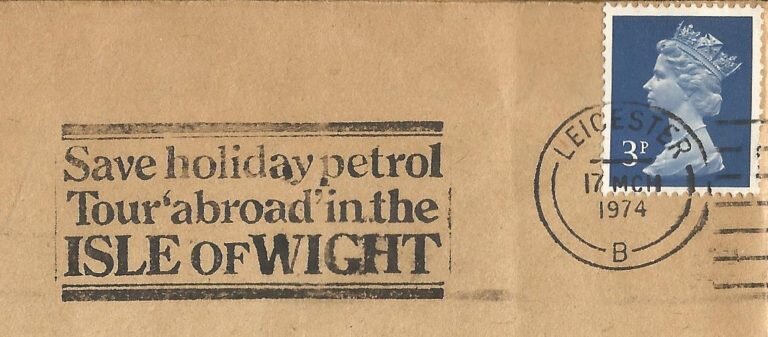 Save holiday petrol
Tour 'abroad' in the
ISLE OF WIGHT
3P
LEICESTER
17 MCH
1974
B